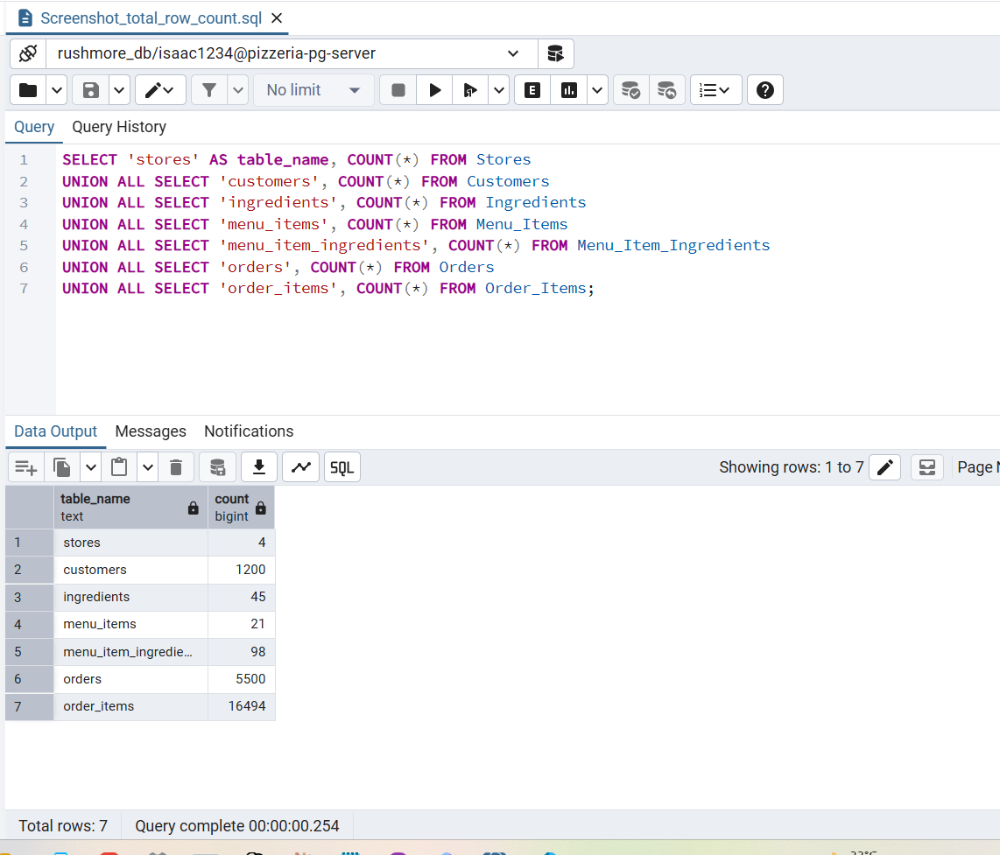 Screenshot_total_row_count.sql
rushmore_db/isaac1234@pizzeria-pg-server
No limit
E
Query Query History
1 SELECT 'stores' AS table_name, COUNT(*) FROM Stores
2 UNION ALL SELECT 'customers', COUNT(*) FROM Customers
3 UNION ALL SELECT 'ingredients', COUNT(*) FROM Ingredients
4 UNION ALL SELECT 'menu_items', COUNT(*) FROM Menu_Items
5 UNION ALL SELECT 'menu_item_ingredients', COUNT(*) FROM Menu_Item_Ingredients
6 UNION ALL SELECT 'orders', COUNT(*) FROM Orders
7 UNION ALL SELECT 'order_items', COUNT(*) FROM Order_Items;
Data Output Messages Notifications
SQL Showing rows: 1 to 7 Page
table_name count
text bigint
1 stores 4
2 customers 1200
3 ingredients 45
4 menu_items 21
5 menu_item_ingredie... 98
6 orders 5500
7 order_items 16494
Total rows: 7 Query complete 00:00:00.254